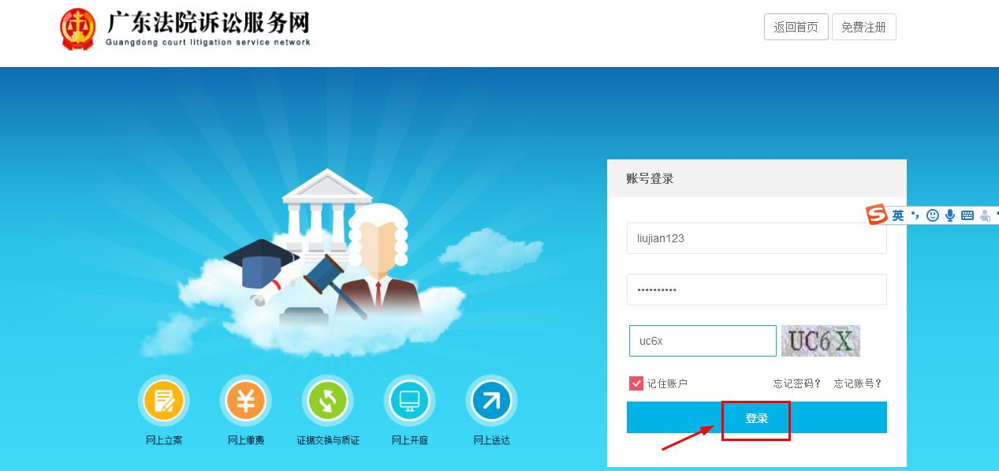 广东法院诉讼服务网
Guangdong court litigation service network
返回首页
免费注册
账号登录
S英
liujian123
••••••••••
uc6x
UC6X
记住账户
忘记密码?
忘记账号?
登录
网上立案
网上缴费
证据交换与质证
网上开庭
网上送达